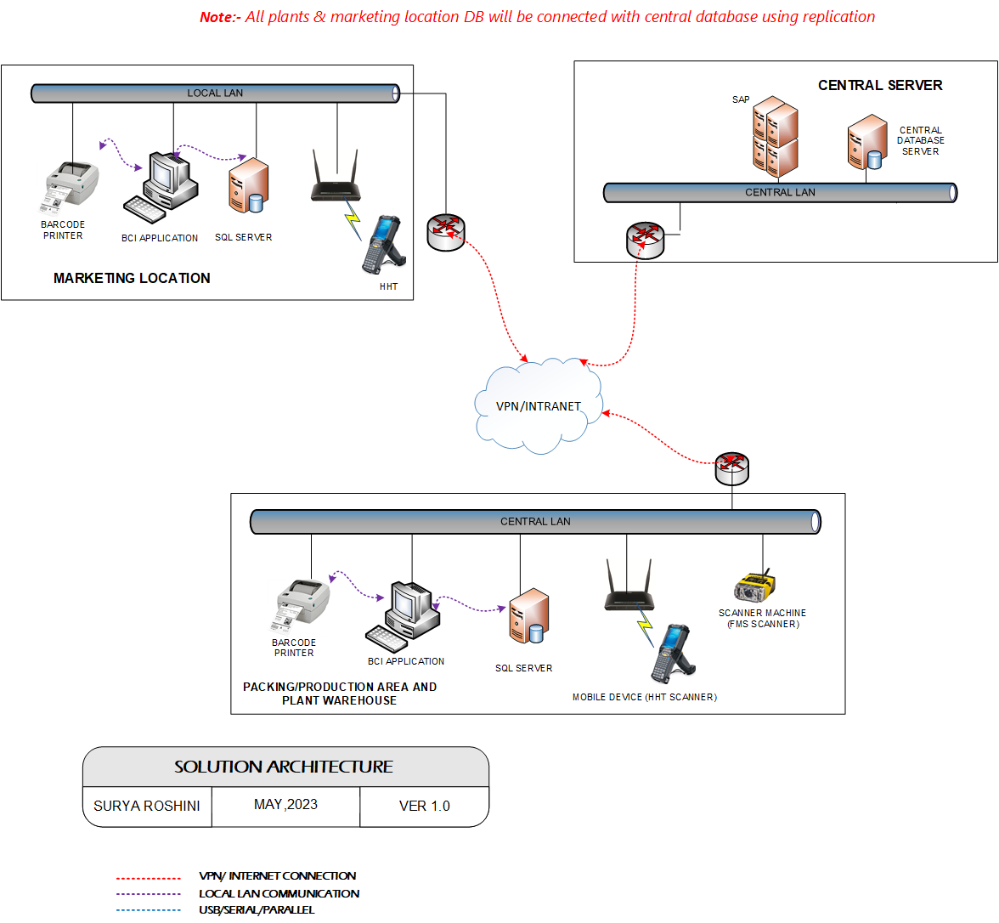 Note:- All plants & marketing location DB will be connected with central database using replication
LOCAL LAN
BARCODE
PRINTER
BCI APPLICATION
SQL SERVER
HHT
MARKETING LOCATION
CENTRAL SERVER
SAP
CENTRAL
DATABASE
SERVER
CENTRAL LAN
VPN/INTRANET
CENTRAL LAN
BARCODE
PRINTER
BCI APPLICATION
SQL SERVER
MOBILE DEVICE (HHT SCANNER)
SCANNER MACHINE
(FMS SCANNER)
PACKING/PRODUCTION AREA AND
PLANT WAREHOUSE
SOLUTION ARCHITECTURE
SURYA ROSHINI
MAY,2023
VER 1.0
VPN/ INTERNET CONNECTION
LOCAL LAN COMMUNICATION
USB/SERIAL/PARALLEL